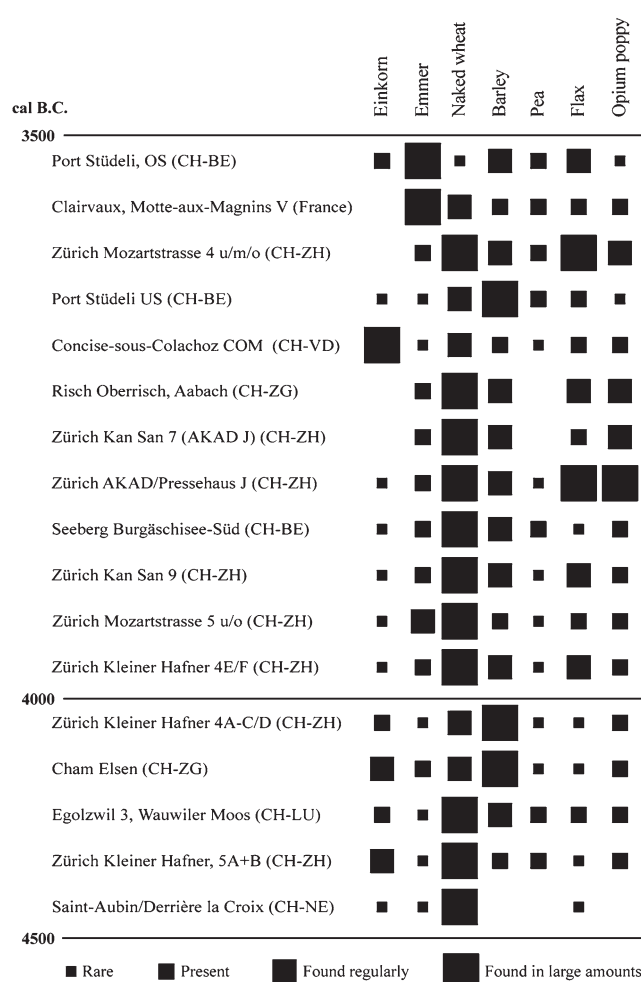 Einkorn
Emmer
Naked wheat
Barley
Pea
Flax
Opium poppy
cal B.C.
3500
Port Stüdeli, OS (CH-BE)
Clairvaux, Motte-aux-Magnins V (France)
Zürich Mozartstrasse 4 u/m/o (CH-ZH)
Port Stüdeli US (CH-BE)
Concise-sous-Colachoz COM (CH-VD)
Risch Oberrisch, Aabach (CH-ZG)
Zürich Kan San 7 (AKAD J) (CH-ZH)
Zürich AKAD/Pressehaus J (CH-ZH)
Seeberg Burgäschisee-Süd (CH-BE)
Zürich Kan San 9 (CH-ZH)
Zürich Mozartstrasse 5 u/o (CH-ZH)
Zürich Kleiner Hafner 4E/F (CH-ZH)
4000
Zürich Kleiner Hafner 4A-C/D (CH-ZH)
Cham Elsen (CH-ZG)
Egolzwil 3, Wauwiler Moos (CH-LU)
Zürich Kleiner Hafner, 5A+B (CH-ZH)
Saint-Aubin/Derrière la Croix (CH-NE)
4500
Rare Present Found regularly Found in large amounts